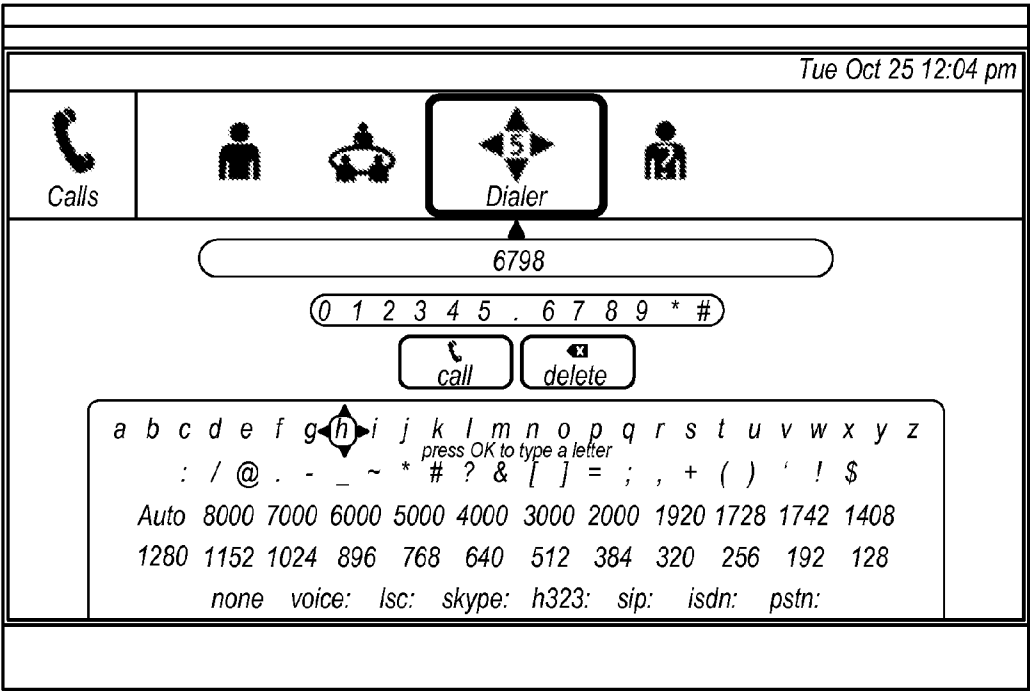 Tue Oct 25 12:04 pm
5
Calls
Dialer
6798
0 1 2 3 4 5 . 6 7 8 9 * #
call delete
a b c d e f g h i j k l m n o p q r s t u v w x y z
press OK to type a letter
: / @ . - _ ~ * # ? & [ ] = ; , + ( ) ‘ ! $
Auto 8000 7000 6000 5000 4000 3000 2000 1920 1728 1742 1408
1280 1152 1024 896 768 640 512 384 320 256 192 128
none voice: lsc: skype: h323: sip: isdn: pstn: